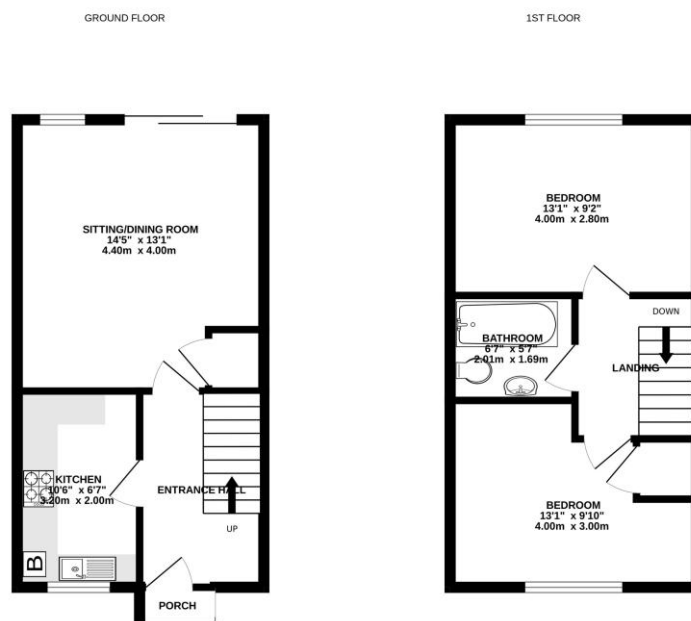 GROUND FLOOR
1ST FLOOR
SITTING/DINING ROOM
14'5" x 13'1"
4.40m x 4.00m
KITCHEN
10'6" x 6'7"
3.20m x 2.00m
B
ENTRANCE HALL
UP
PORCH
BEDROOM
13'1" x 9'2"
4.00m x 2.80m
DOWN
BATHROOM
6'7" x 5'7"
2.01m x 1.69m
LANDING
BEDROOM
13'1" x 9'10"
4.00m x 3.00m